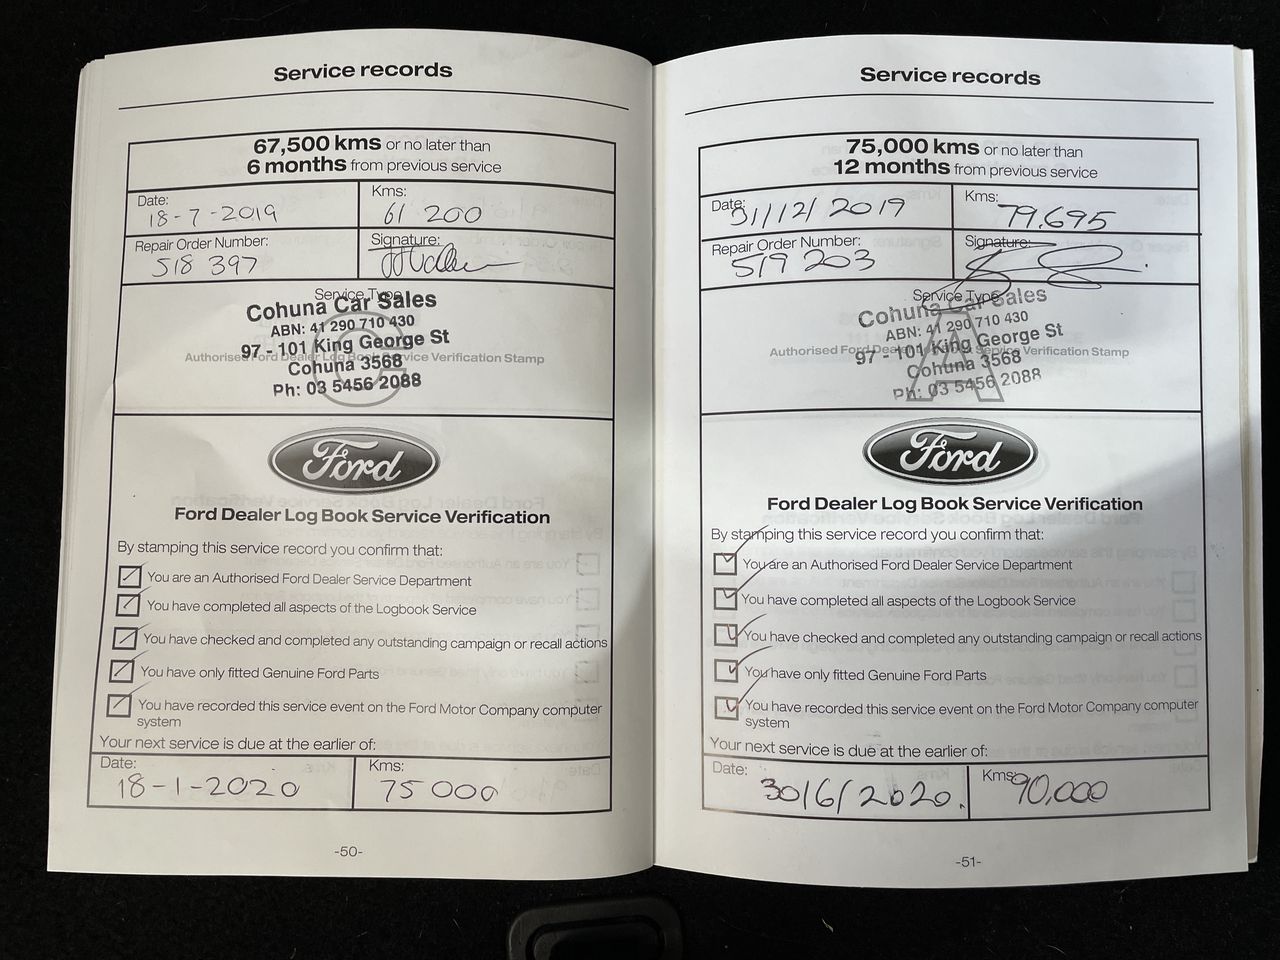 Service records
67,500 kms or no later than
6 months from previous service
Date:
18-7-2019
Kms:
61 200
Repair Order Number:
518 397
Signature:
Service Type
C
Cohuna Car Sales
ABN: 41 290 710 430
97 - 101 King George St
Authorised Ford Dealer Log Book Service Verification Stamp
Cohuna 3568
Ph: 03 5456 2088
Ford
Ford Dealer Log Book Service Verification
By stamping this service record you confirm that:
You are an Authorised Ford Dealer Service Department
You have completed all aspects of the Logbook Service
You have checked and completed any outstanding campaign or recall actions
You have only fitted Genuine Ford Parts
You have recorded this service event on the Ford Motor Company computer
system
Your next service is due at the earlier of:
Date:
18-1-2020
Kms:
75 000
-50-
Service records
75,000 kms or no later than
12 months from previous service
Date:
31/12/2019
Kms:
79,695
Repair Order Number:
519 203
Signature:
Service Type
A
Cohuna Car Sales
ABN: 41 290 710 430
97 - 101 King George St
Authorised Ford Dealer Log Book Service Verification Stamp
Cohuna 3568
Ph: 03 5456 2088
Ford
Ford Dealer Log Book Service Verification
By stamping this service record you confirm that:
You are an Authorised Ford Dealer Service Department
You have completed all aspects of the Logbook Service
You have checked and completed any outstanding campaign or recall actions
You have only fitted Genuine Ford Parts
You have recorded this service event on the Ford Motor Company computer
system
Your next service is due at the earlier of:
Date:
30/6/2020.
Kms:
90,000
-51-